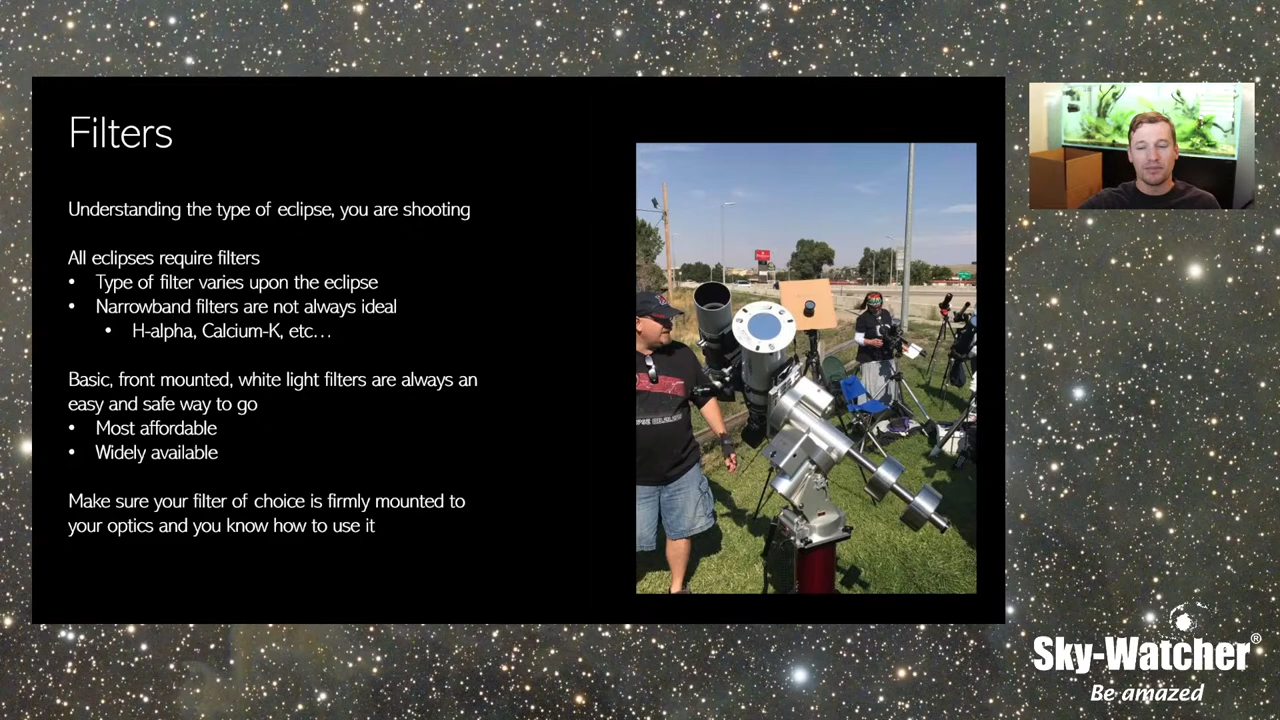 Filters
Understanding the type of eclipse, you are shooting
All eclipses require filters
• Type of filter varies upon the eclipse
• Narrowband filters are not always ideal
• H-alpha, Calcium-K, etc…
Basic, front mounted, white light filters are always an
easy and safe way to go
• Most affordable
• Widely available
Make sure your filter of choice is firmly mounted to
your optics and you know how to use it
Sky-Watcher®
Be amazed